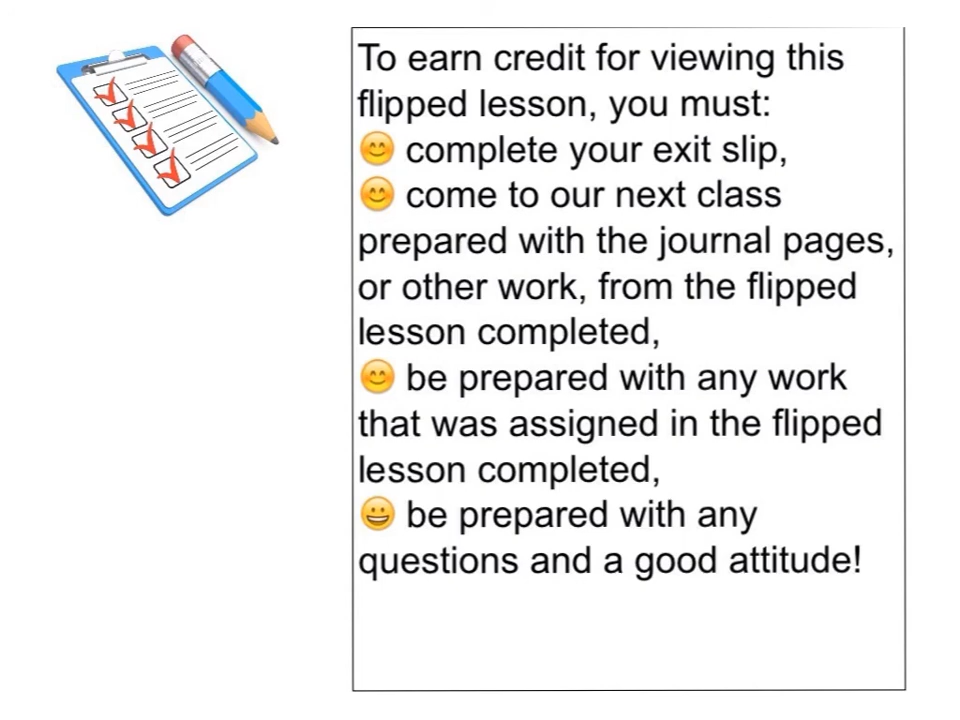 To earn credit for viewing this
flipped lesson, you must:
😊 complete your exit slip,
😊 come to our next class
prepared with the journal pages,
or other work, from the flipped
lesson completed,
😊 be prepared with any work
that was assigned in the flipped
lesson completed,
😀 be prepared with any
questions and a good attitude!